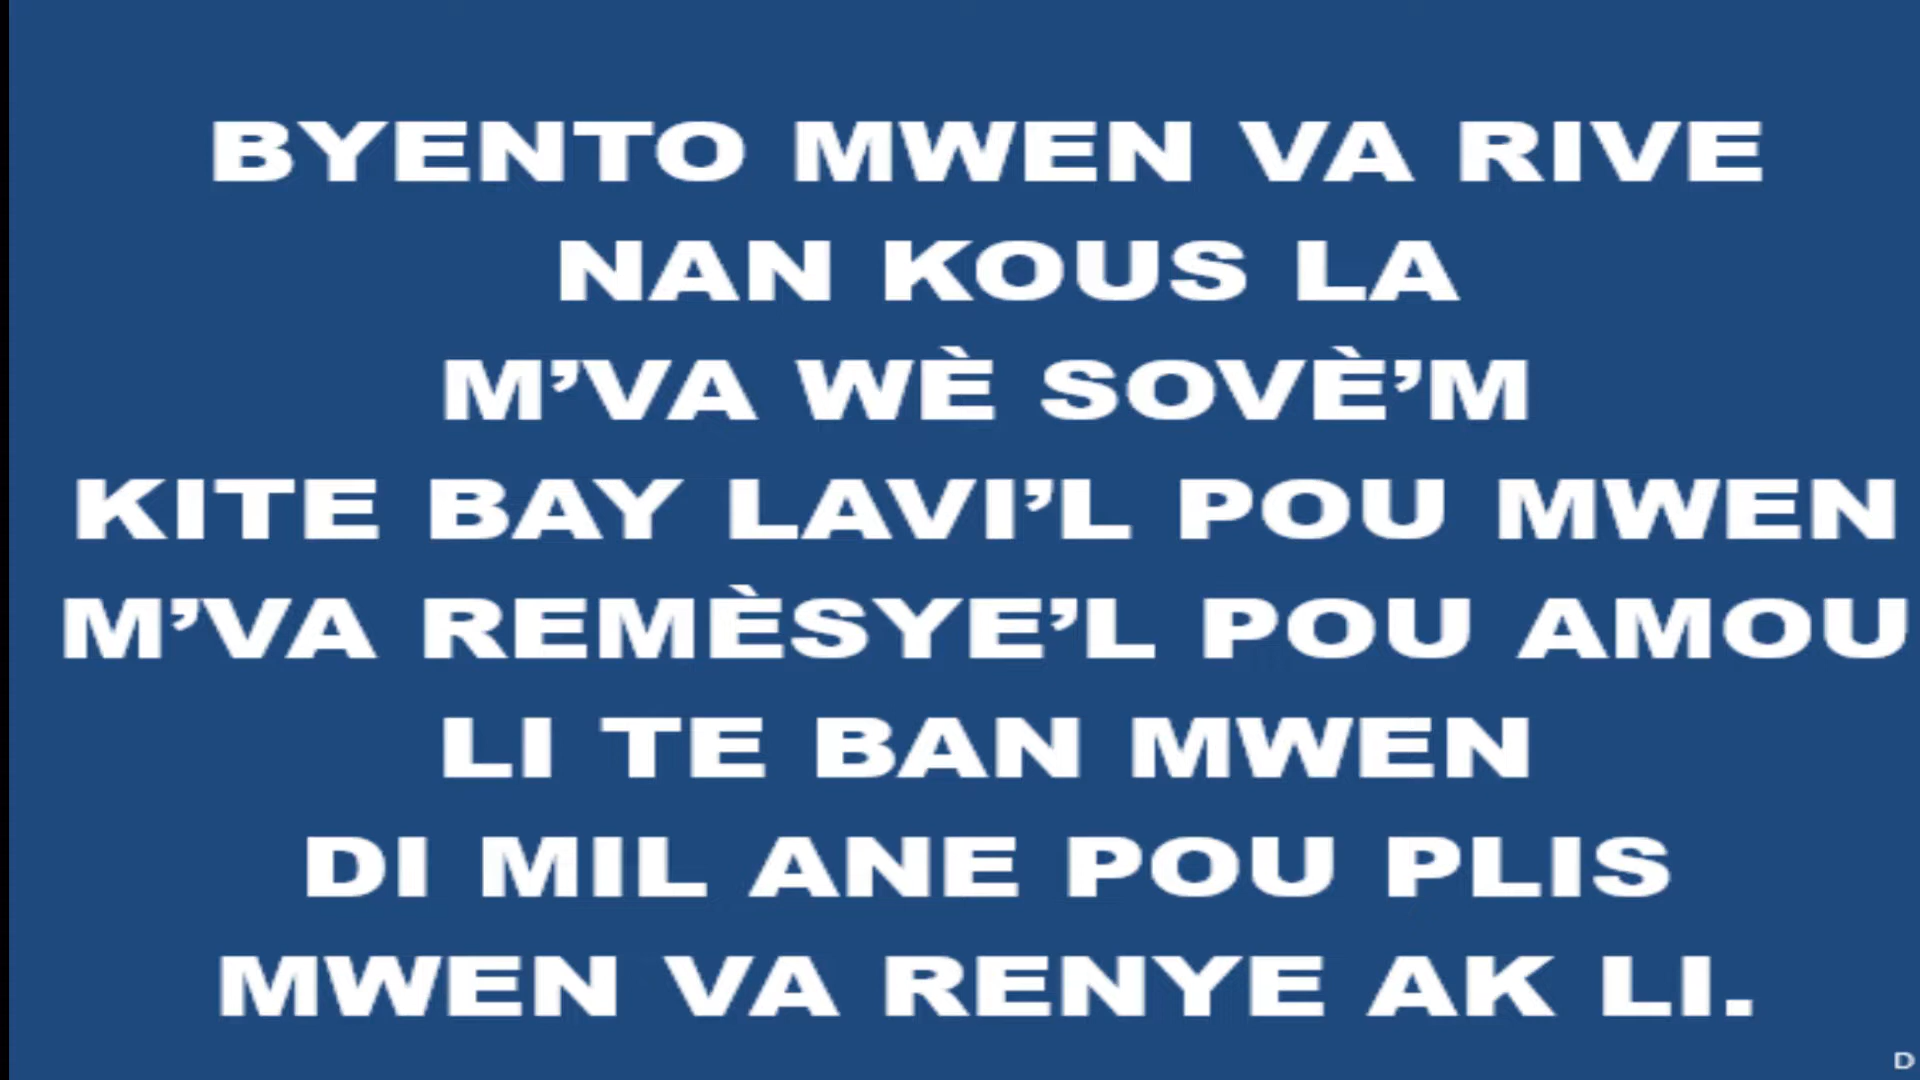 BYENTO MWEN VA RIVE
NAN KOUS LA
M’VA WÈ SOVÈ’M
KITE BAY LAVI’L POU MWEN
M’VA REMÈSYE’L POU AMOU
LI TE BAN MWEN
DI MIL ANE POU PLIS
MWEN VA RENYE AK LI.
D